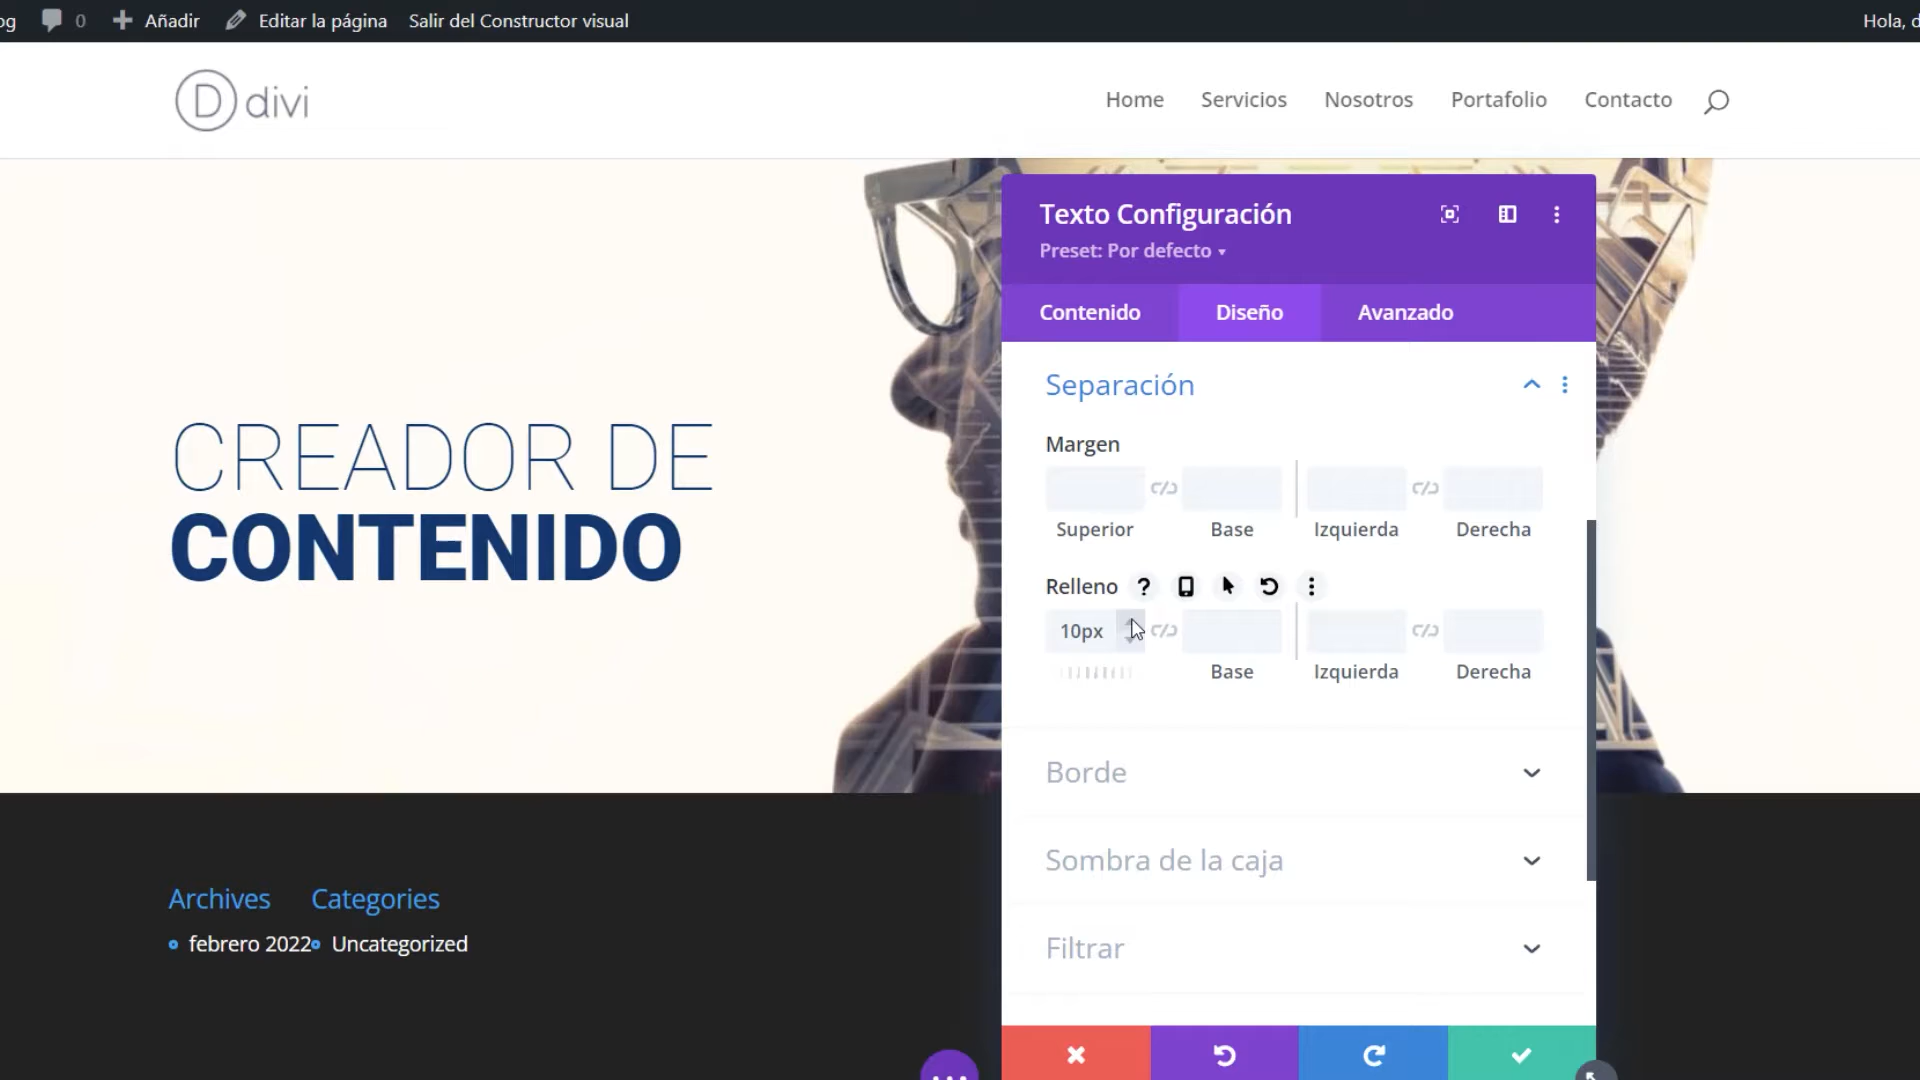 og 0 Añadir Editar la página Salir del Constructor visual Hola, d
D divi Home Servicios Nosotros Portafolio Contacto
CREADOR DE
CONTENIDO
Texto Configuración
Preset: Por defecto
Contenido Diseño Avanzado
Separación
Margen
Superior Base Izquierda Derecha
Relleno ?
10px
Base Izquierda Derecha
Borde
Sombra de la caja
Filtrar
Archives Categories
febrero 2022 Uncategorized